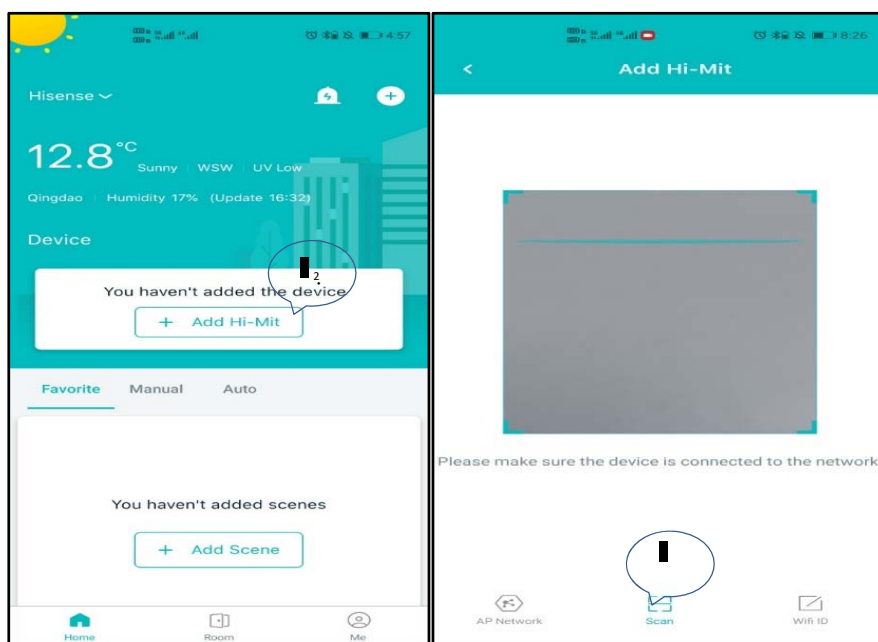 4:57
Hisense
12.8 °C
Sunny WSW UV Low
Qingdao Humidity 17% (Update 16:32)
Device
2.
You haven't added the device
+ Add Hi-Mit
Favorite Manual Auto
You haven't added scenes
+ Add Scene
Home Room Me
8:26
< Add Hi-Mit
Please make sure the device is connected to the network
AP Network Scan Wifi ID